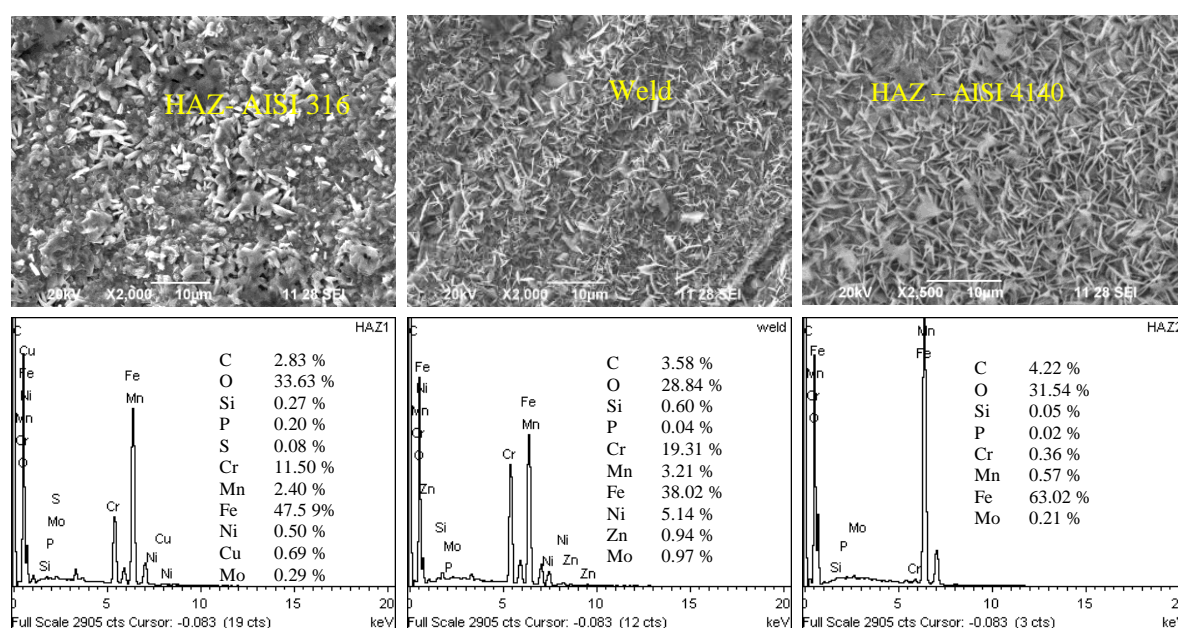 HAZ- AISI 316
20kV X2,000 10µm 11 28 SEI
Weld
20kV X2,000 10µm 11 28 SEI
HAZ – AISI 4140
20kV X2,500 10µm 11 28 SEI
HAZ1
C
Cu
Fe
Ni
Mn
Cr
O
S
Mo
P
Si
Cr
Fe
Mn
Ni
Cu
Ni
C 2.83 %
O 33.63 %
Si 0.27 %
P 0.20 %
S 0.08 %
Cr 11.50 %
Mn 2.40 %
Fe 47.5 9%
Ni 0.50 %
Cu 0.69 %
Mo 0.29 %
0 5 10 15 20
Full Scale 2905 cts Cursor: -0.083 (19 cts) keV
weld
C
Fe
Ni
Mn
Cr
O
Zn
Si
Mo
P
Cr
Fe
Mn
Ni
Ni
Zn
Zn
C 3.58 %
O 28.84 %
Si 0.60 %
P 0.04 %
Cr 19.31 %
Mn 3.21 %
Fe 38.02 %
Ni 5.14 %
Zn 0.94 %
Mo 0.97 %
0 5 10 15 20
Full Scale 2905 cts Cursor: -0.083 (12 cts) keV
HAZ2
C
Fe
Mn
Cr
O
Mo
P
Si
Cr
Mn
Fe
C 4.22 %
O 31.54 %
Si 0.05 %
P 0.02 %
Cr 0.36 %
Mn 0.57 %
Fe 63.02 %
Mo 0.21 %
0 5 10 15 20
Full Scale 2905 cts Cursor: -0.083 (3 cts) keV